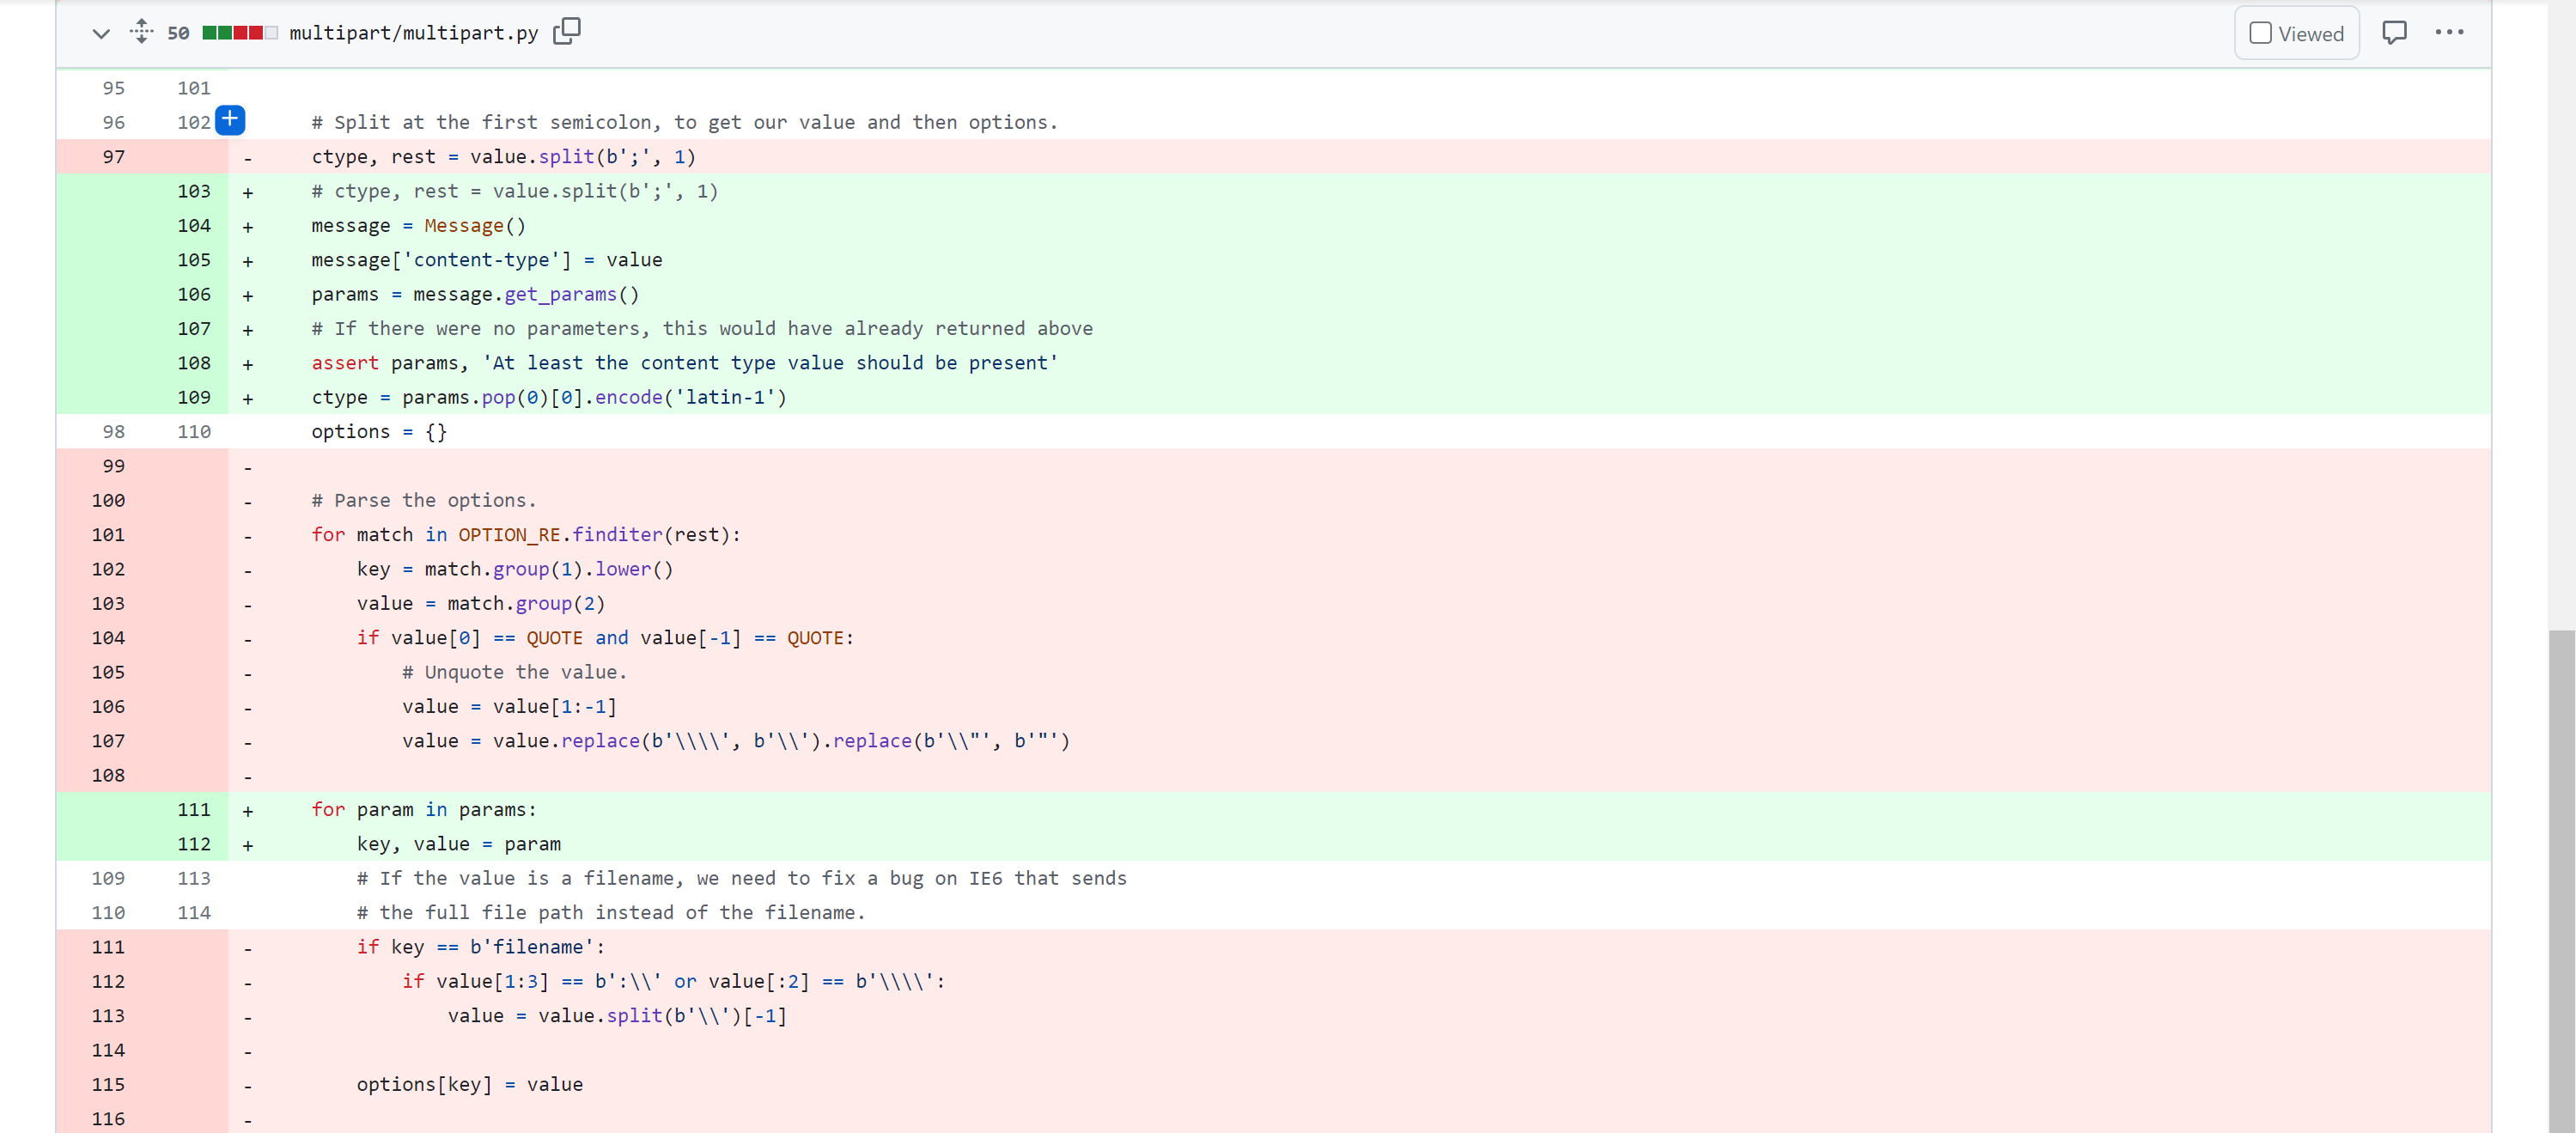 50 multipart/multipart.py Viewed
95 101
96 102 # Split at the first semicolon, to get our value and then options.
97 - ctype, rest = value.split(b';', 1)
103 + # ctype, rest = value.split(b';', 1)
104 + message = Message()
105 + message['content-type'] = value
106 + params = message.get_params()
107 + # If there were no parameters, this would have already returned above
108 + assert params, 'At least the content type value should be present'
109 + ctype = params.pop(0)[0].encode('latin-1')
98 110 options = {}
99 -
100 - # Parse the options.
101 - for match in OPTION_RE.finditer(rest):
102 - key = match.group(1).lower()
103 - value = match.group(2)
104 - if value[0] == QUOTE and value[-1] == QUOTE:
105 - # Unquote the value.
106 - value = value[1:-1]
107 - value = value.replace(b'\\\\', b'\\').replace(b'\\"', b'"')
108 -
111 + for param in params:
112 + key, value = param
109 113 # If the value is a filename, we need to fix a bug on IE6 that sends
110 114 # the full file path instead of the filename.
111 - if key == b'filename':
112 - if value[1:3] == b':\\' or value[:2] == b'\\\\':
113 - value = value.split(b'\\')[-1]
114 -
115 - options[key] = value
116 -